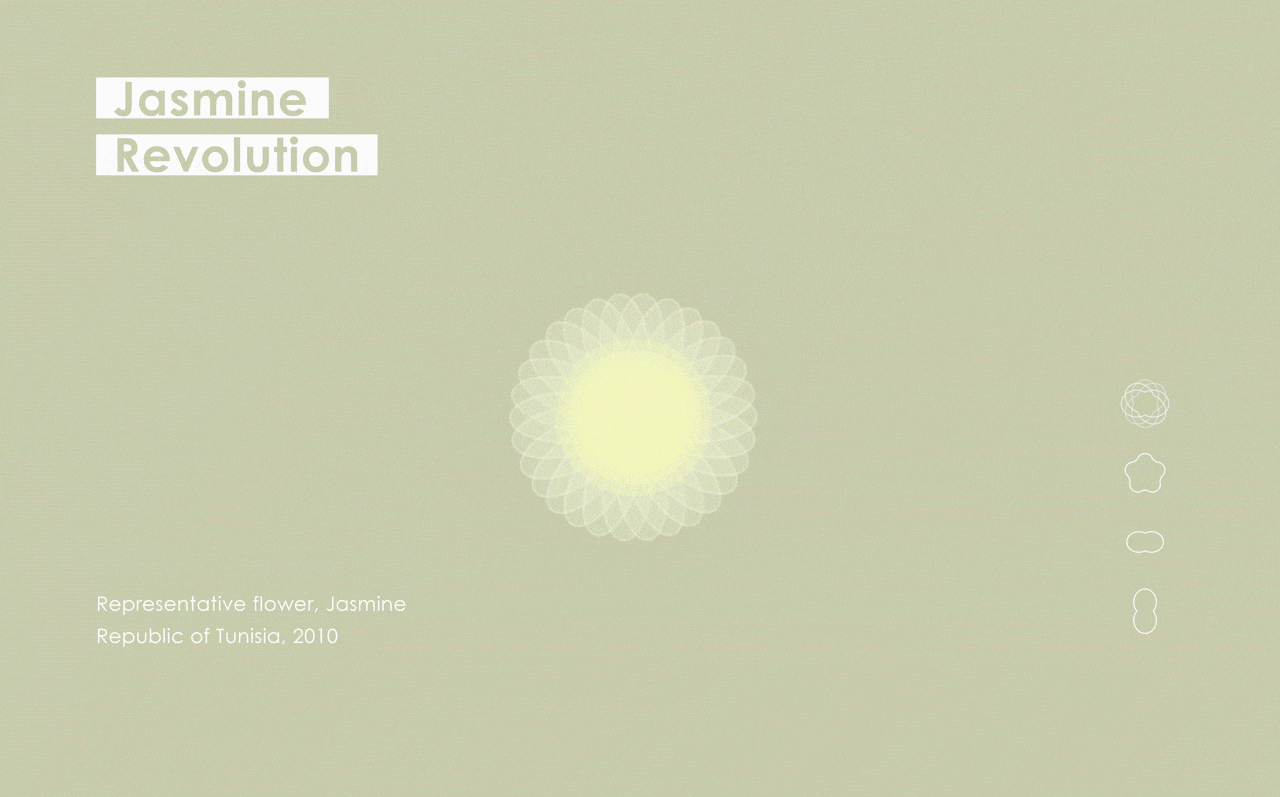 Jasmine
Revolution
Representative flower, Jasmine
Republic of Tunisia, 2010